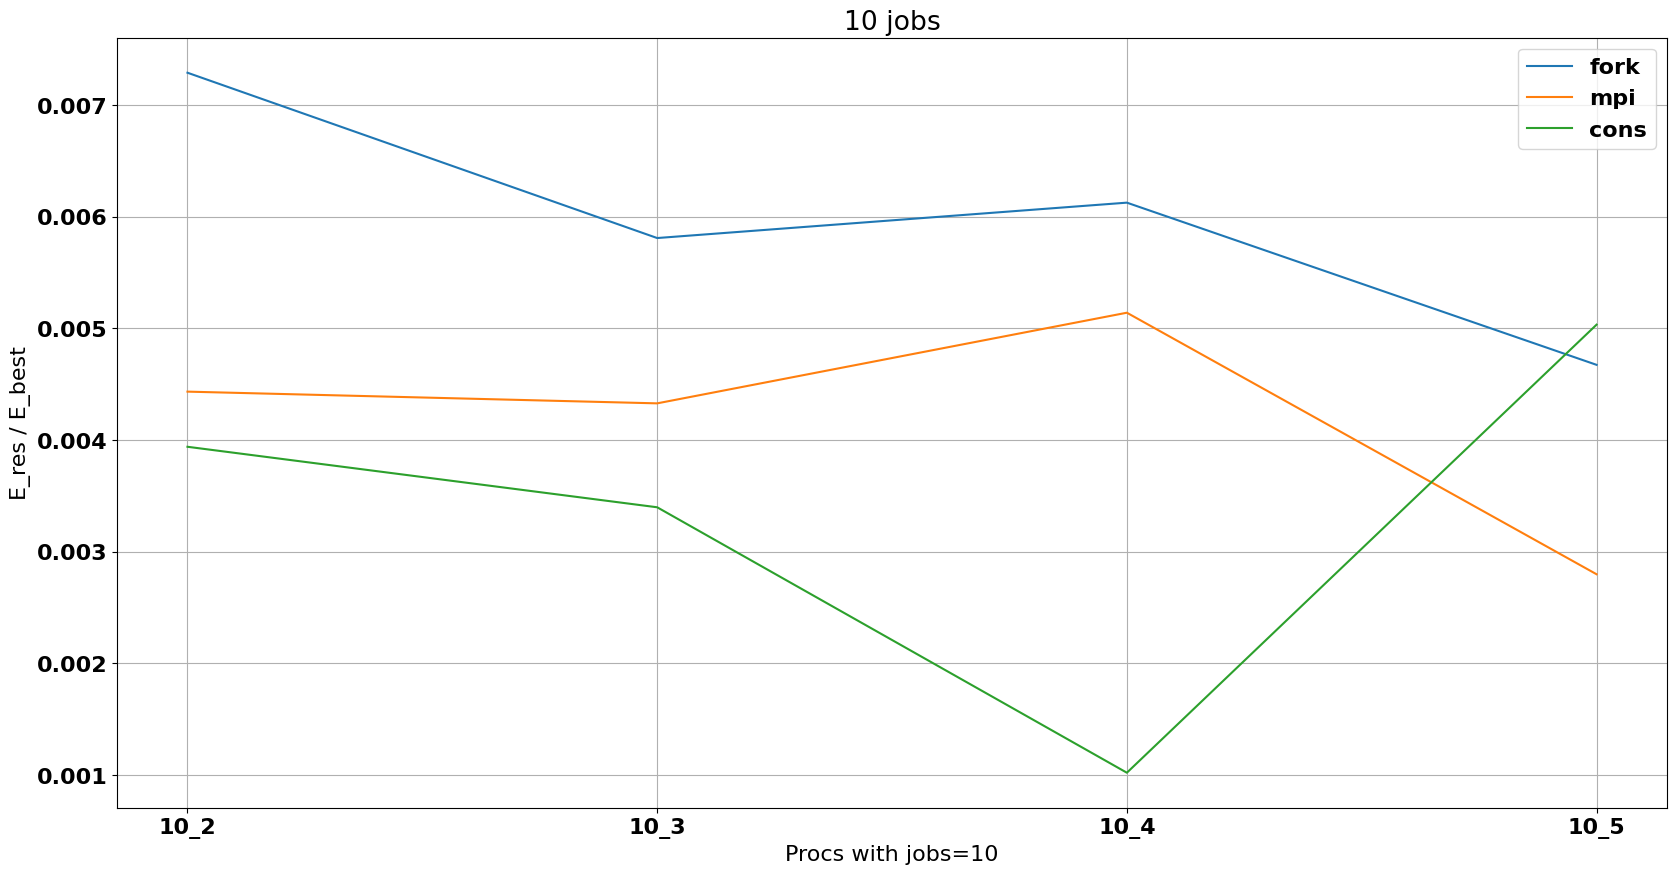 10 jobs
fork
mpi
cons
E_res / E_best
0.007
0.006
0.005
0.004
0.003
0.002
0.001
10_2 10_3 10_4 10_5
Procs with jobs=10